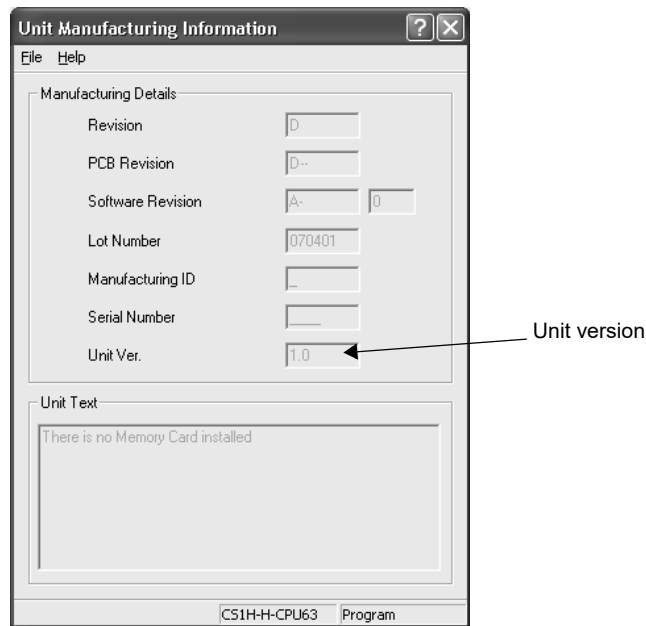 Unit Manufacturing Information
File Help
Manufacturing Details
Revision D
PCB Revision D--
Software Revision A- 0
Lot Number 070401
Manufacturing ID _
Serial Number ____
Unit Ver. 1.0
Unit version
Unit Text
There is no Memory Card installed
CS1H-H-CPU63 Program